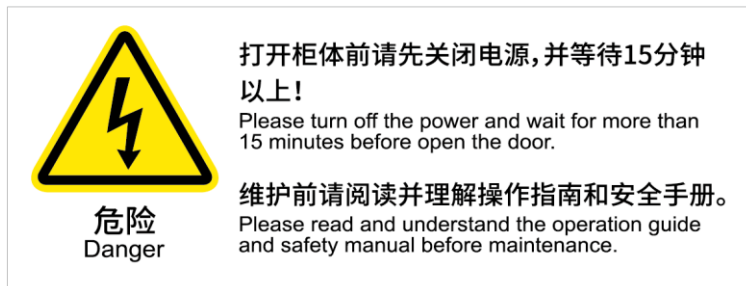 危险
Danger
打开柜体前请先关闭电源,并等待15分钟
以上!
Please turn off the power and wait for more than
15 minutes before open the door.
维护前请阅读并理解操作指南和安全手册。
Please read and understand the operation guide
and safety manual before maintenance.